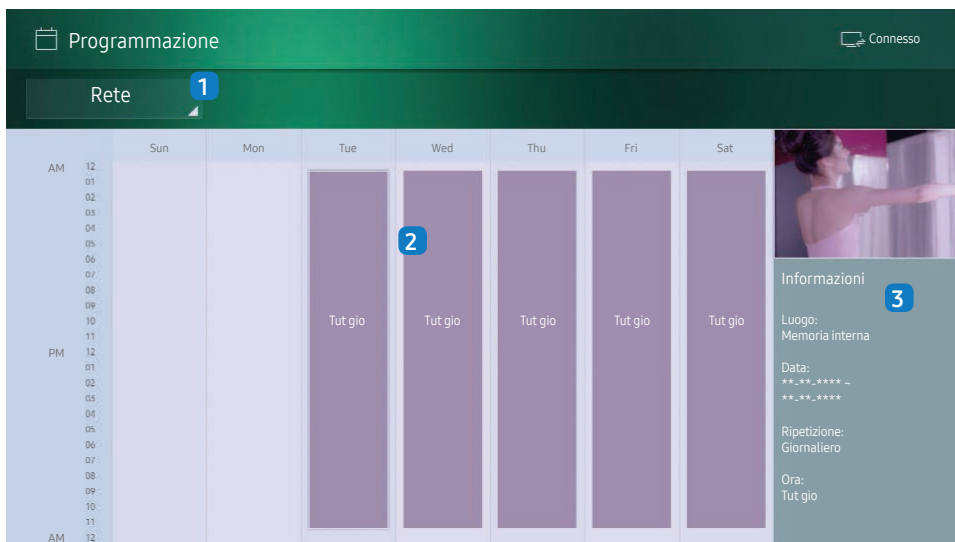 Programmazione
Connesso
Rete
1
Sun Mon Tue Wed Thu Fri Sat
AM 12
01
02
03
04
05
06
07
08
09
10
11
PM 12
01
02
03
04
05
06
07
08
09
10
11
AM 12
2
Tut gio Tut gio Tut gio Tut gio Tut gio
Informazioni
3
Luogo:
Memoria interna
Data:
**-**-**** ~
**-**-****
Ripetizione:
Giornaliero
Ora:
Tut gio